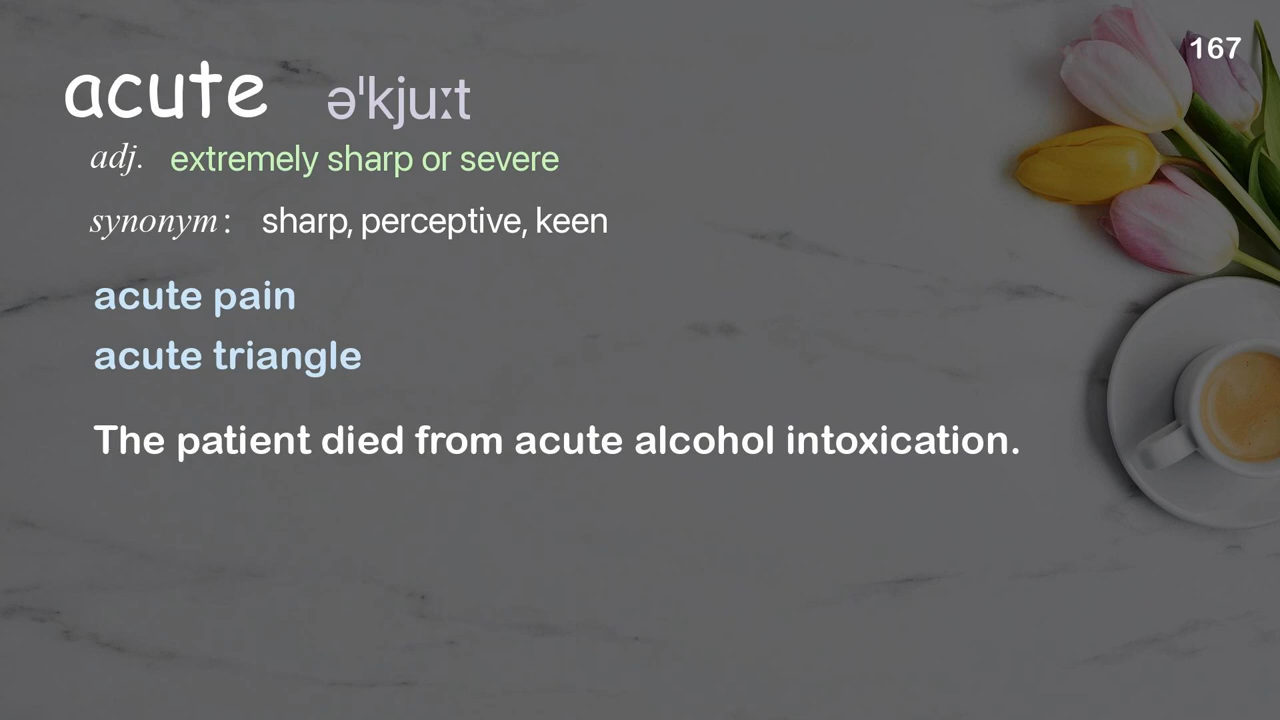 167
acute əˈkjuːt
adj. extremely sharp or severe
synonym: sharp, perceptive, keen
acute pain
acute triangle
The patient died from acute alcohol intoxication.